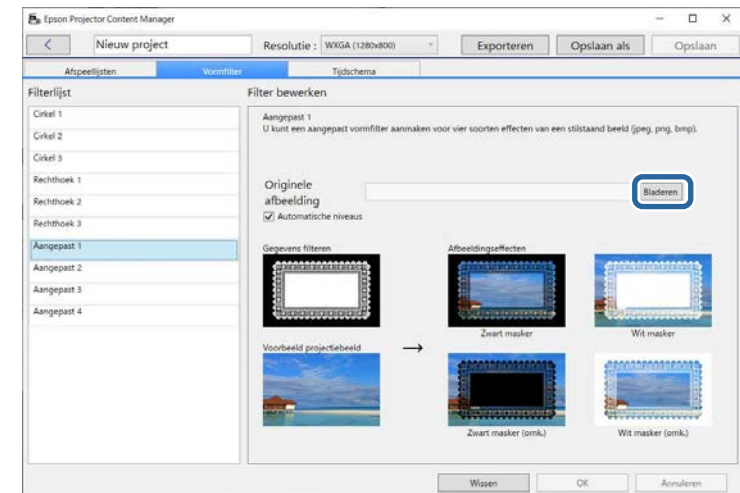 Epson Projector Content Manager
Nieuw project
Resolutie : WXGA (1280x800)
Exporteren
Opslaan als
Opslaan
Afspeellijsten
Vormfilter
Tijdschema
Filterlijst
Cirkel 1
Cirkel 2
Cirkel 3
Rechthoek 1
Rechthoek 2
Rechthoek 3
Aangepast 1
Aangepast 2
Aangepast 3
Aangepast 4
Filter bewerken
Aangepast 1
U kunt een aangepast vormfilter aanmaken voor vier soorten effecten van een stilstaand beeld (jpeg, png, bmp).
Originele
afbeelding
Bladeren
Automatische niveaus
Gegevens filteren
Afbeeldingseffecten
Zwart masker
Wit masker
Voorbeeld projectiebeeld
Zwart masker (omk.)
Wit masker (omk.)
Wissen
OK
Annuleren